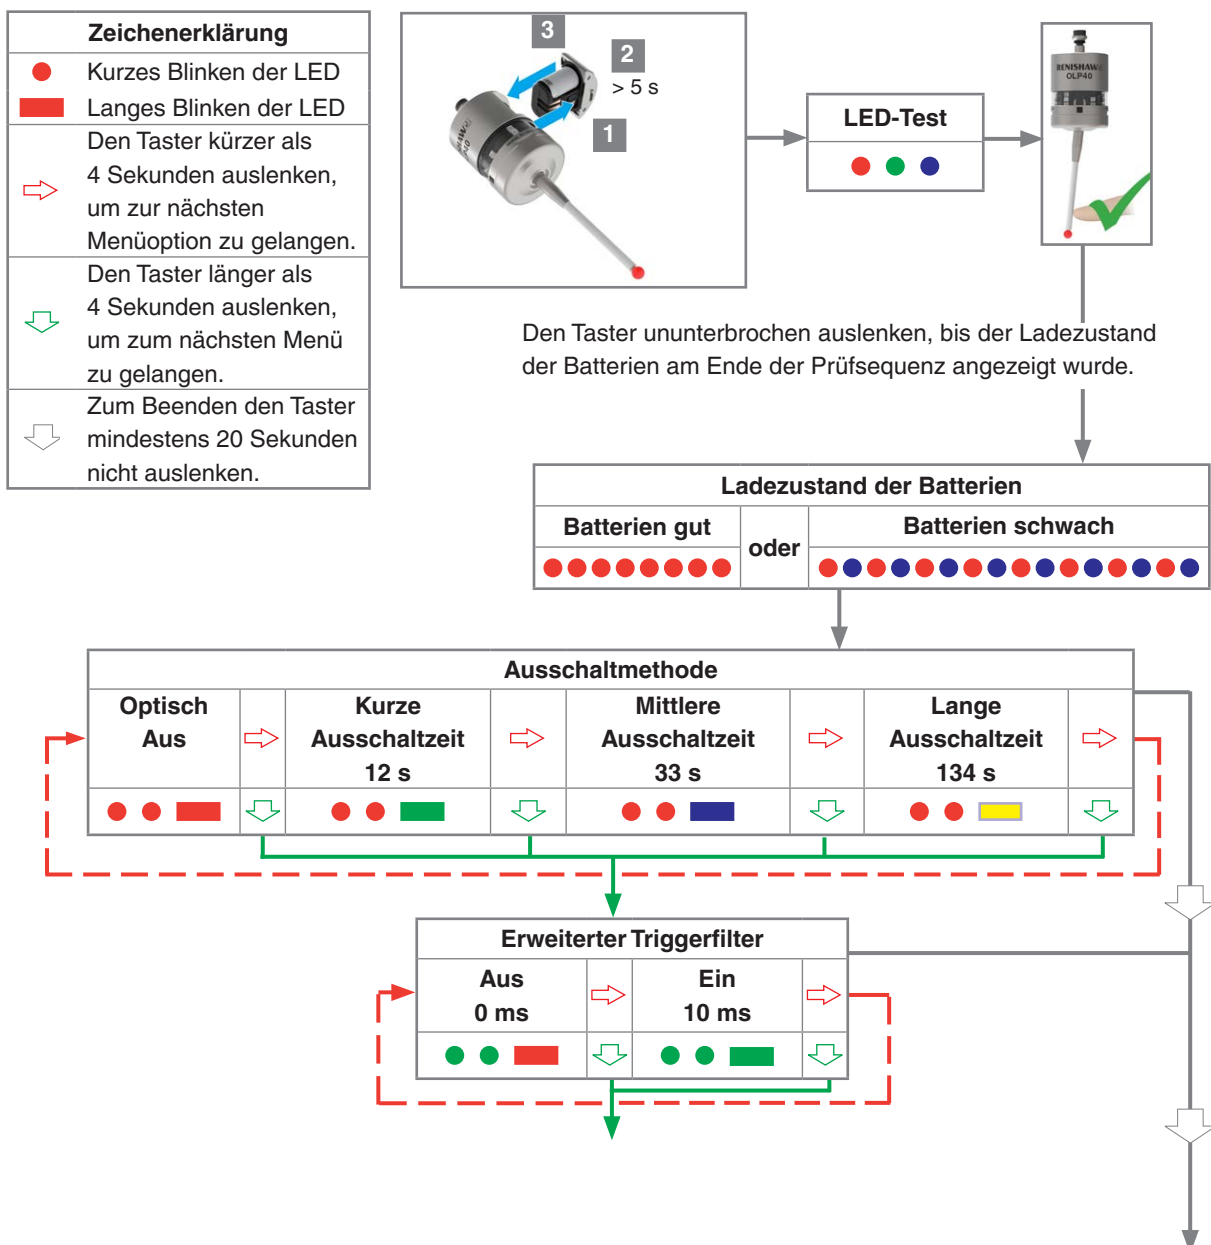 Zeichenerklärung
Kurzes Blinken der LED
Langes Blinken der LED
Den Taster kürzer als
4 Sekunden auslenken,
um zur nächsten
Menüoption zu gelangen.
Den Taster länger als
4 Sekunden auslenken,
um zum nächsten Menü
zu gelangen.
Zum Beenden den Taster
mindestens 20 Sekunden
nicht auslenken.
3
2
> 5 s
1
LED-Test
RENISHAW
OLP40
Den Taster ununterbrochen auslenken, bis der Ladezustand
der Batterien am Ende der Prüfsequenz angezeigt wurde.
Ladezustand der Batterien
Batterien gut
oder
Batterien schwach
Ausschaltmethode
Optisch
Aus
Kurze
Ausschaltzeit
12 s
Mittlere
Ausschaltzeit
33 s
Lange
Ausschaltzeit
134 s
Erweiterter Triggerfilter
Aus
0 ms
Ein
10 ms